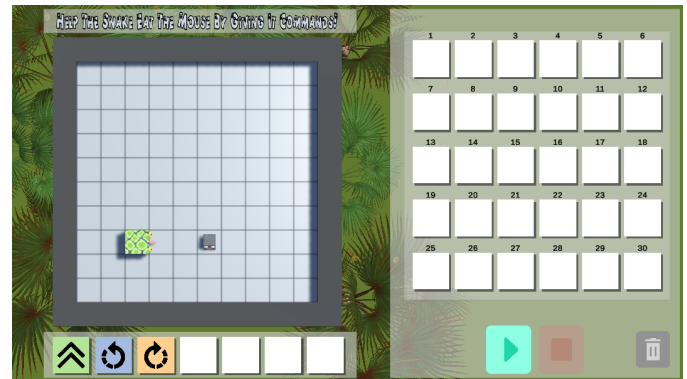 Help The Snake Eat The Mouse By Giving It Commands!
1 2 3 4 5 6
7 8 9 10 11 12
13 14 15 16 17 18
19 20 21 22 23 24
25 26 27 28 29 30